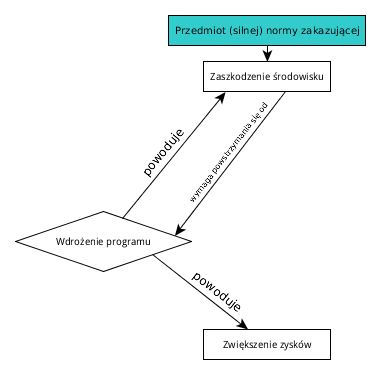 Przedmiot (silnej) normy zakazującej
Zaszkodzenie środowisku
powoduje
wymaga powstrzymania się od
Wdrożenie programu
powoduje
Zwiększenie zysków